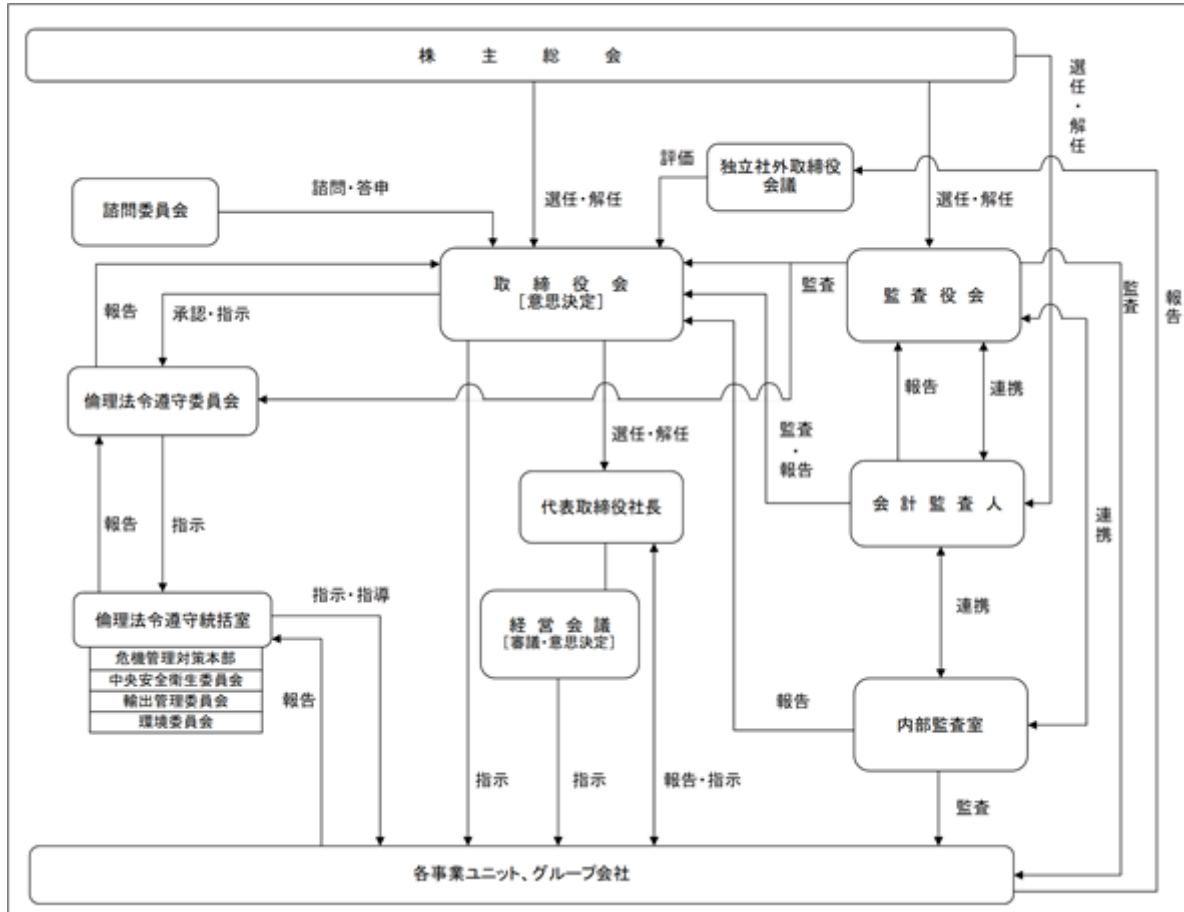 株主総会
選任・解任
独立社外取締役
会議
評価
諮問委員会
諮問・答申
選任・解任
選任・解任
取締役会
[意思決定]
監査
監査役会
監査
報告
報告
承認・指示
倫理法令遵守委員会
選任・解任
監査
・
報告
報告
連携
代表取締役社長
会計監査人
連携
報告
指示
倫理法令遵守統括室
指示・指導
経営会議
[審議・意思決定]
連携
危機管理対策本部
中央安全衛生委員会
輸出管理委員会
環境委員会
報告
報告
内部監査室
指示
指示
報告・指示
監査
各事業ユニット、グループ会社